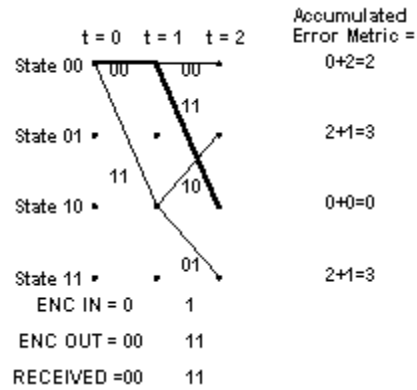 Accumulated
t = 0 t = 1 t = 2 Error Metric =
State 00 00 00 0+2=2
11
State 01 2+1=3
11 10
State 10 0+0=0
01
State 11 2+1=3
ENC IN = 0 1
ENC OUT = 00 11
RECEIVED =00 11